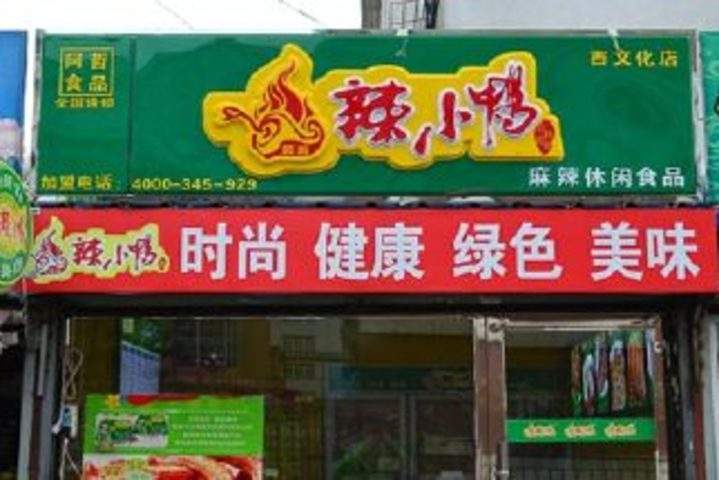 阿哲
食品
全国连锁
辣小鸭
西文化店
加盟电话：4000-345-929
麻辣休闲食品
辣小鸭 时尚 健康 绿色 美味